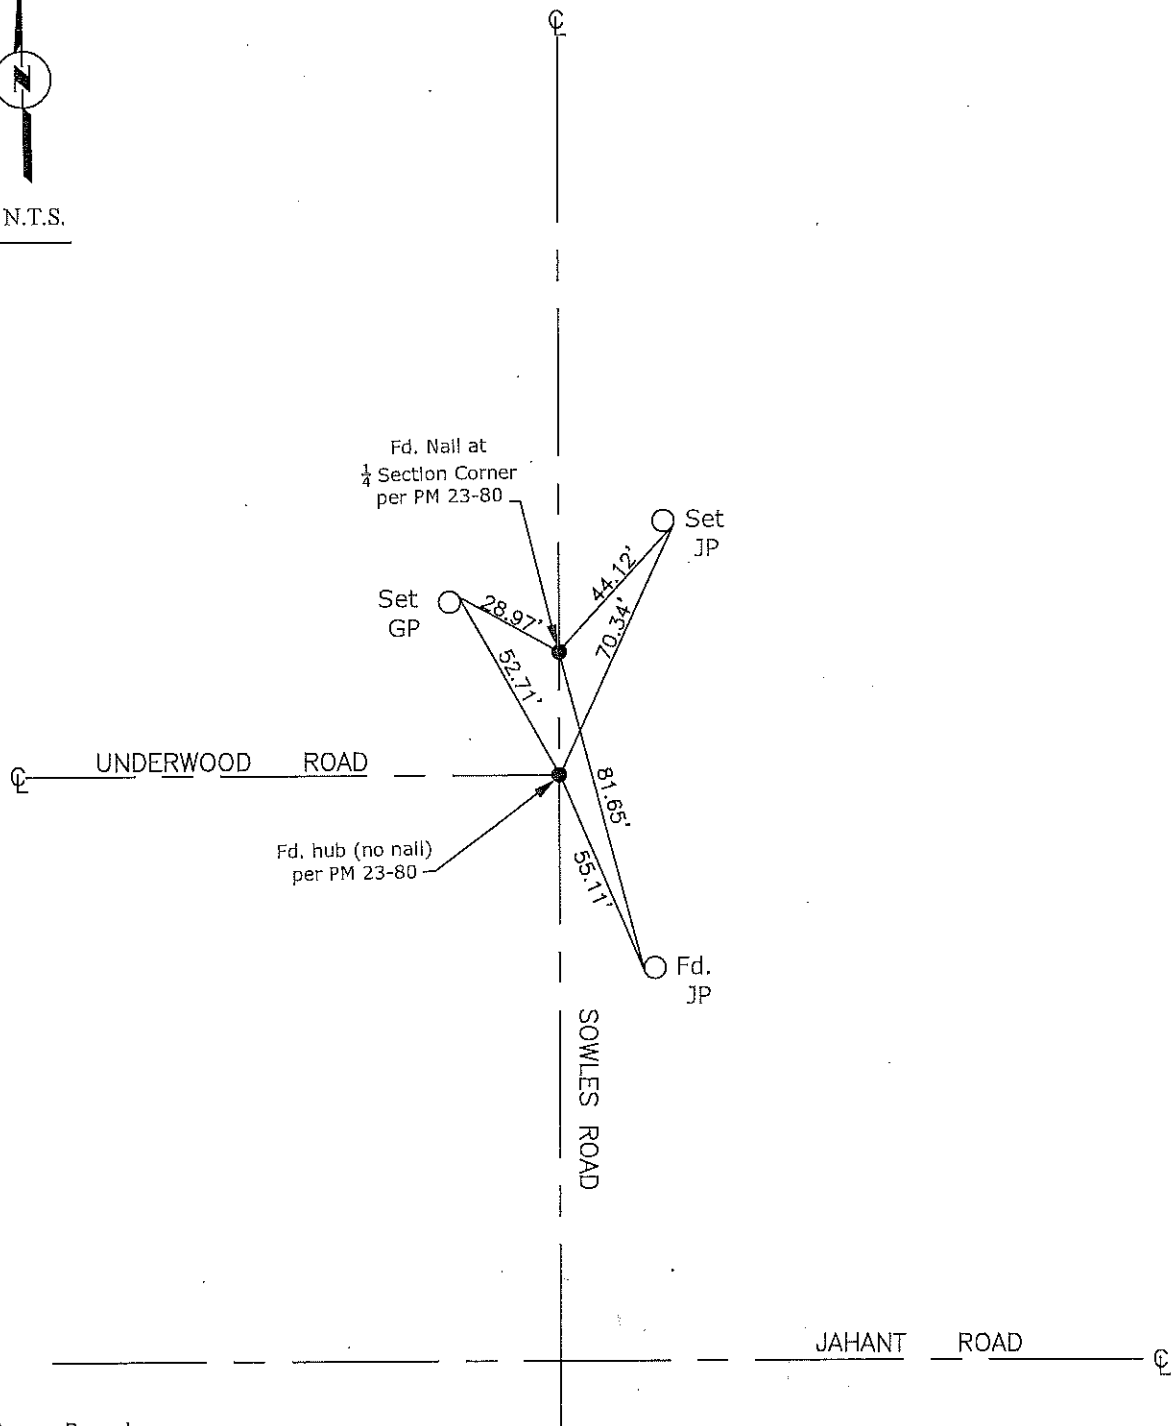 ℄
N
N.T.S.
Fd. Nail at
1/4 Section Corner
per PM 23-80
Set
JP
44.12'
70.34'
Set
GP
28.97'
52.71'
UNDERWOOD ROAD
℄
81.65'
Fd. hub (no nail)
per PM 23-80
55.11'
Fd.
JP
SOWLES ROAD
JAHANT ROAD
℄